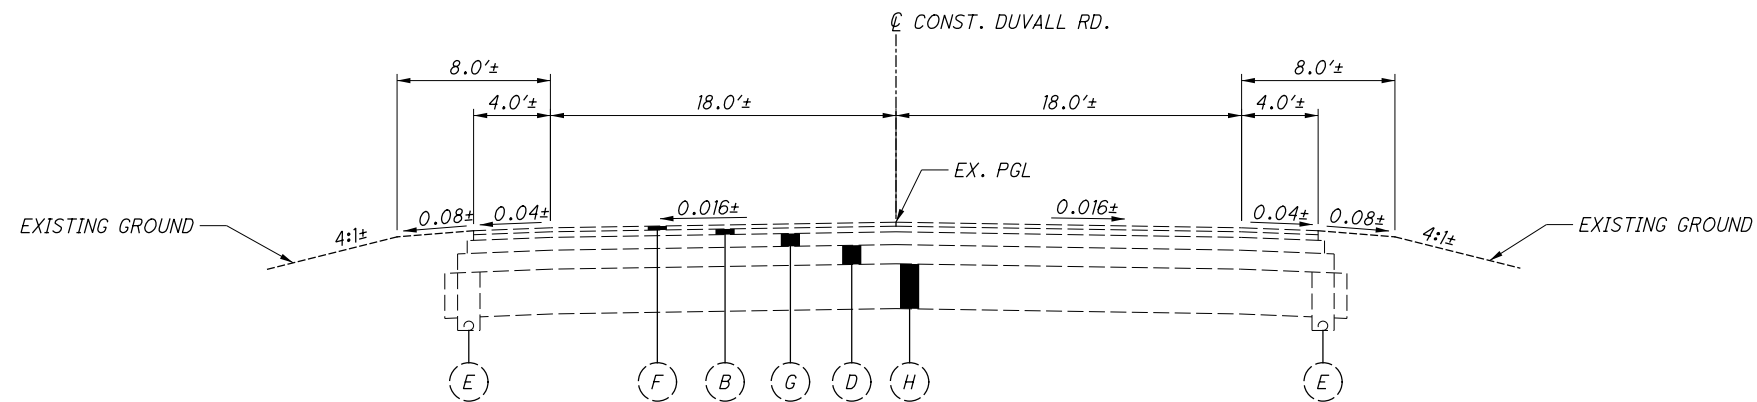 ℄ CONST. DUVALL RD.
8.0'± 8.0'±
4.0'± 18.0'± 18.0'± 4.0'±
EX. PGL
EXISTING GROUND 4:1± 0.08± 0.04± 0.016± 0.016± 0.04± 0.08± 4:1± EXISTING GROUND
E F B G D H E